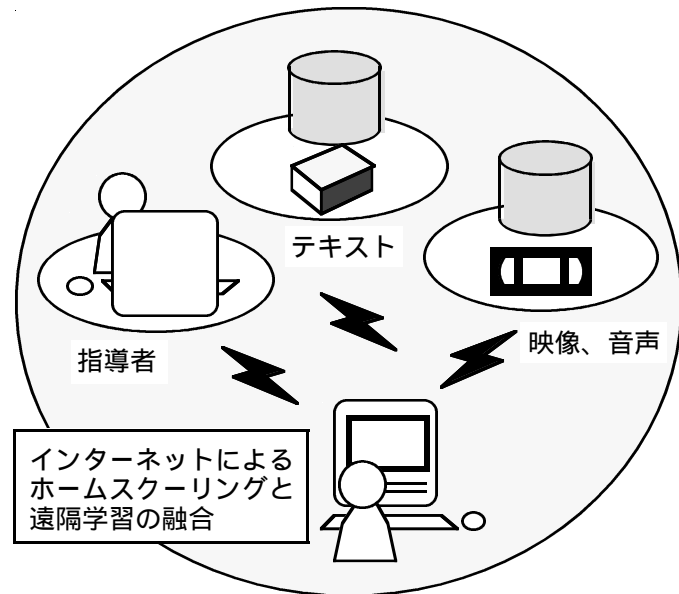 テキスト
映像、音声
指導者
インターネットによる
ホームスクーリングと
遠隔学習の融合